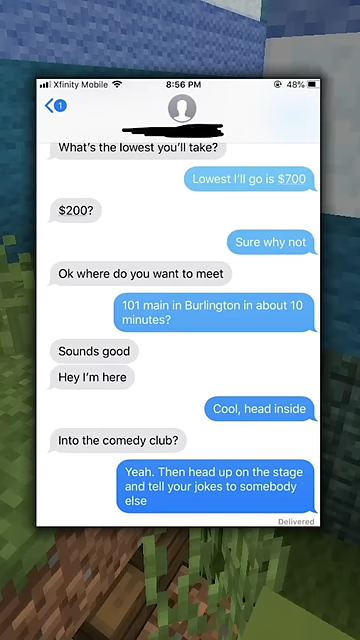 Xfinity Mobile 8:56 PM 48%
1
What's the lowest you'll take?
Lowest I'll go is $700
$200?
Sure why not
Ok where do you want to meet
101 main in Burlington in about 10
minutes?
Sounds good
Hey I'm here
Cool, head inside
Into the comedy club?
Yeah. Then head up on the stage
and tell your jokes to somebody
else
Delivered